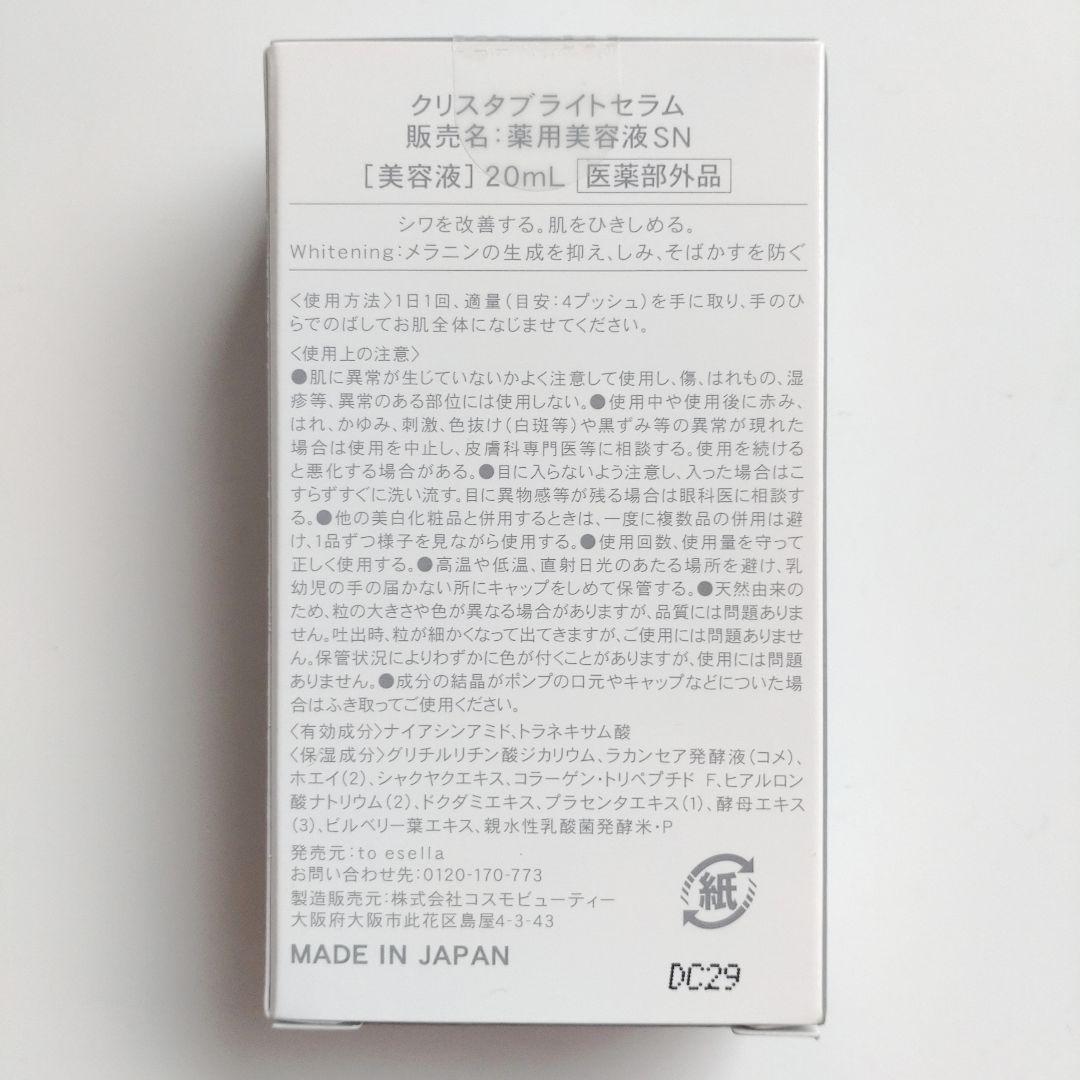 クリスタブライトセラム
販売名:薬用美容液SN
[美容液] 20mL 医薬部外品
シワを改善する。肌をひきしめる。
Whitening:メラニンの生成を抑え、しみ、そばかすを防ぐ
〈使用方法〉1日1回、適量(目安:4プッシュ)を手に取り、手のひ
らでのばしてお肌全体になじませてください。
〈使用上の注意〉
●肌に異常が生じていないかよく注意して使用し、傷、はれもの、湿
疹等、異常のある部位には使用しない。●使用中や使用後に赤み、
はれ、かゆみ、刺激、色抜け(白斑等)や黒ずみ等の異常が現れた
場合は使用を中止し、皮膚科専門医等に相談する。使用を続ける
と悪化する場合がある。●目に入らないよう注意し、入った場合はこ
すらずすぐに洗い流す。目に異物感等が残る場合は眼科医に相談す
る。●他の美白化粧品と併用するときは、一度に複数品の併用は避
け、1品ずつ様子を見ながら使用する。●使用回数、使用量を守って
正しく使用する。●高温や低温、直射日光のあたる場所を避け、乳
幼児の手の届かない所にキャップをしめて保管する。●天然由来の
ため、粒の大きさや色が異なる場合がありますが、品質には問題ありま
せん。吐出時、粒が細かくなって出てきますが、ご使用には問題ありませ
ん。保管状況によりわずかに色が付くことがありますが、使用には問題
ありません。●成分の結晶がポンプの口元やキャップなどについた場
合はふき取ってご使用ください。
〈有効成分〉ナイアシンアミド、トラネキサム酸
〈保湿成分〉グリチルリチン酸ジカリウム、ラカンセア発酵液(コメ)、
ホエイ(2)、シャクヤクエキス、コラーゲン・トリペプチド F、ヒアルロン
酸ナトリウム(2)、ドクダミエキス、プラセンタエキス(1)、酵母エキス
(3)、ビルベリー葉エキス、親水性乳酸菌発酵米・P
発売元:to esella
お問い合わせ先:0120-170-773
製造販売元:株式会社コスモビューティー
大阪府大阪市此花区島屋4-3-43
MADE IN JAPAN
紙
DC29